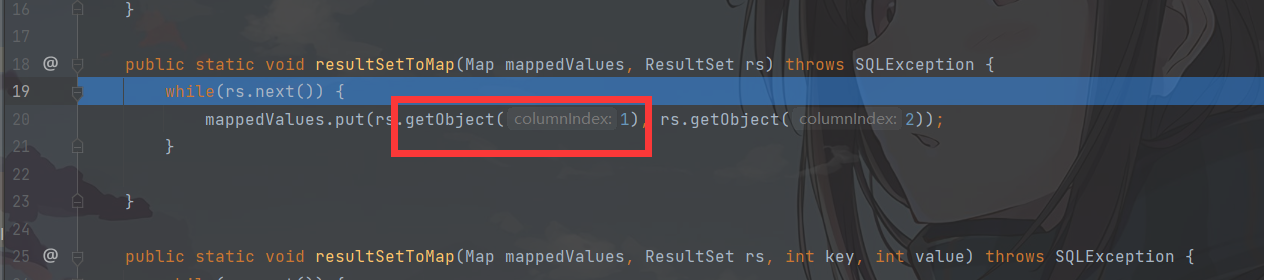 16 }
17
18 @ public static void resultSetToMap(Map mappedValues, ResultSet rs) throws SQLException {
19 while(rs.next()) {
20 mappedValues.put(rs.getObject( columnIndex: 1), rs.getObject( columnIndex: 2));
21 }
22
23 }
24
25 @ public static void resultSetToMap(Map mappedValues, ResultSet rs, int key, int value) throws SQLException {